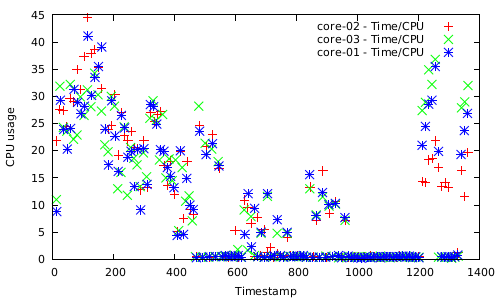 45
40
35
30
25
20
15
10
5
0
CPU usage
core-02 - Time/CPU
core-03 - Time/CPU
core-01 - Time/CPU
0 200 400 600 800 1000 1200 1400
Timestamp